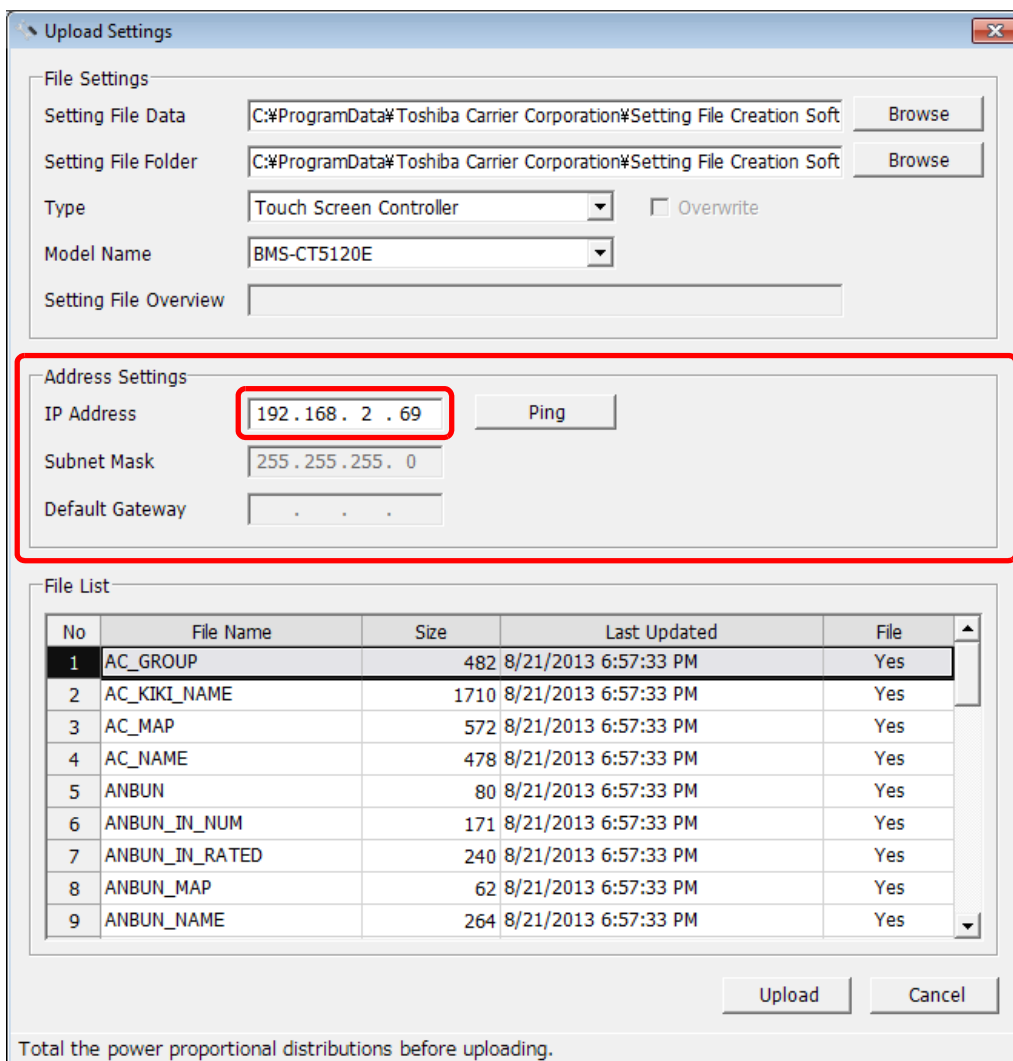 Upload Settings
File Settings
Setting File Data C:¥ProgramData¥Toshiba Carrier Corporation¥Setting File Creation Soft Browse
Setting File Folder C:¥ProgramData¥Toshiba Carrier Corporation¥Setting File Creation Soft Browse
Type Touch Screen Controller Overwrite
Model Name BMS-CT5120E
Setting File Overview
Address Settings
IP Address 192.168. 2 .69 Ping
Subnet Mask 255.255.255. 0
Default Gateway . . .
File List
No File Name Size Last Updated File
1 AC_GROUP 482 8/21/2013 6:57:33 PM Yes
2 AC_KIKI_NAME 1710 8/21/2013 6:57:33 PM Yes
3 AC_MAP 572 8/21/2013 6:57:33 PM Yes
4 AC_NAME 478 8/21/2013 6:57:33 PM Yes
5 ANBUN 80 8/21/2013 6:57:33 PM Yes
6 ANBUN_IN_NUM 171 8/21/2013 6:57:33 PM Yes
7 ANBUN_IN_RATED 240 8/21/2013 6:57:33 PM Yes
8 ANBUN_MAP 62 8/21/2013 6:57:33 PM Yes
9 ANBUN_NAME 264 8/21/2013 6:57:33 PM Yes
Upload Cancel
Total the power proportional distributions before uploading.